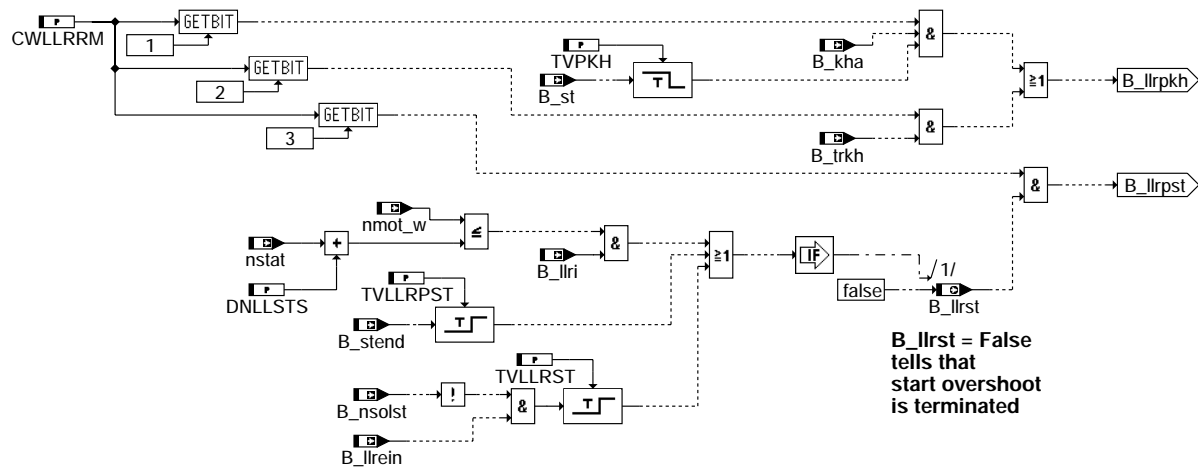 P
CWLLRRM
GETBIT
1
GETBIT
2
GETBIT
3
P
TVPKH
B_st
T
B_kha
&
B_trkh
&
≥1
B_llrpkh
&
B_llrpst
nmot_w
nstat
+
≤
P
DNLLSTS
B_llri
&
≥1
IF
/1/
false
B_llrst
P
TVLLRPST
T
B_stend
B_llrst = False
tells that
start overshoot
is terminated
P
TVLLRST
T
B_nsolst
!
&
B_llrein